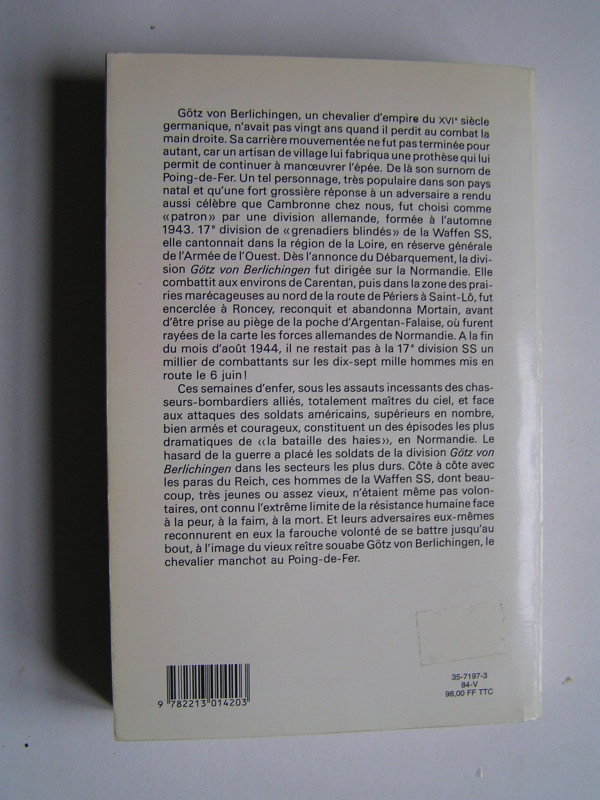 Götz von Berlichingen, un chevalier d'empire du XVIe siècle
germanique, n'avait pas vingt ans quand il perdit au combat la
main droite. Sa carrière mouvementée ne fut pas terminée pour
autant, car un artisan de village lui fabriqua une prothèse qui lui
permit de continuer à manœuvrer l'épée. De là son surnom de
Poing-de-Fer. Un tel personnage, très populaire dans son pays
natal et qu'une fort grossière réponse à un adversaire a rendu
aussi célèbre que Cambronne chez nous, fut choisi comme
«patron» par une division allemande, formée à l'automne
1943. 17e division de «grenadiers blindés» de la Waffen SS,
elle cantonnait dans la région de la Loire, en réserve générale
de l'Armée de l'Ouest. Dès l'annonce du Débarquement, la divi-
sion Götz von Berlichingen fut dirigée sur la Normandie. Elle
combattit aux environs de Carentan, puis dans la zone des prai-
ries marécageuses au nord de la route de Périers à Saint-Lô, fut
encerclée à Roncey, reconquit et abandonna Mortain, avant
d'être prise au piège de la poche d'Argentan-Falaise, où furent
rayées de la carte les forces allemandes de Normandie. A la fin
du mois d'août 1944, il ne restait pas à la 17e division SS un
millier de combattants sur les dix-sept mille hommes mis en
route le 6 juin!
Ces semaines d'enfer, sous les assauts incessants des chas-
seurs-bombardiers alliés, totalement maîtres du ciel, et face
aux attaques des soldats américains, supérieurs en nombre,
bien armés et courageux, constituent un des épisodes les plus
dramatiques de «la bataille des haies», en Normandie. Le
hasard de la guerre a placé les soldats de la division Götz von
Berlichingen dans les secteurs les plus durs. Côte à côte avec
les paras du Reich, ces hommes de la Waffen SS, dont beau-
coup, très jeunes ou assez vieux, n'étaient même pas volon-
taires, ont connu l'extrême limite de la résistance humaine face
à la peur, à la faim, à la mort. Et leurs adversaires eux-mêmes
reconnurent en eux la farouche volonté de se battre jusqu'au
bout, à l'image du vieux reître souabe Götz von Berlichingen, le
chevalier manchot au Poing-de-Fer.
9 782213 014203
35-7197-3
84-V
98,00 FF TTC